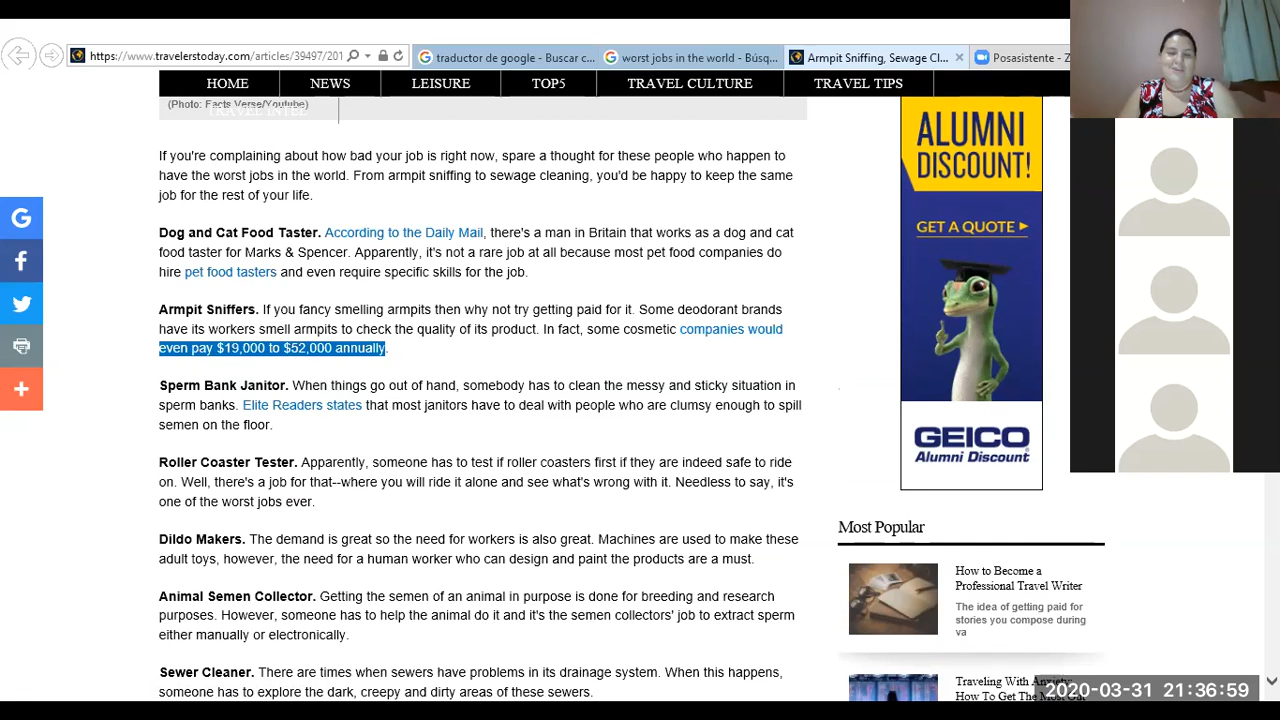 https://www.travelerstoday.com/articles/39497/201
traductor de google - Buscar c...
worst jobs in the world - Búsq...
Armpit Sniffing, Sewage Cl...
Posasistente - Z
HOME
NEWS
LEISURE
TOP5
TRAVEL CULTURE
TRAVEL TIPS
(Photo: Facts Verse/Youtube)
If you're complaining about how bad your job is right now, spare a thought for these people who happen to
have the worst jobs in the world. From armpit sniffing to sewage cleaning, you'd be happy to keep the same
job for the rest of your life.
Dog and Cat Food Taster. According to the Daily Mail, there's a man in Britain that works as a dog and cat
food taster for Marks & Spencer. Apparently, it's not a rare job at all because most pet food companies do
hire pet food tasters and even require specific skills for the job.
Armpit Sniffers. If you fancy smelling armpits then why not try getting paid for it. Some deodorant brands
have its workers smell armpits to check the quality of its product. In fact, some cosmetic companies would
even pay $19,000 to $52,000 annually.
Sperm Bank Janitor. When things go out of hand, somebody has to clean the messy and sticky situation in
sperm banks. Elite Readers states that most janitors have to deal with people who are clumsy enough to spill
semen on the floor.
Roller Coaster Tester. Apparently, someone has to test if roller coasters first if they are indeed safe to ride
on. Well, there's a job for that--where you will ride it alone and see what's wrong with it. Needless to say, it's
one of the worst jobs ever.
Dildo Makers. The demand is great so the need for workers is also great. Machines are used to make these
adult toys, however, the need for a human worker who can design and paint the products are a must.
Animal Semen Collector. Getting the semen of an animal in purpose is done for breeding and research
purposes. However, someone has to help the animal do it and it's the semen collectors' job to extract sperm
either manually or electronically.
Sewer Cleaner. There are times when sewers have problems in its drainage system. When this happens,
someone has to explore the dark, creepy and dirty areas of these sewers.
ALUMNI
DISCOUNT!
GET A QUOTE
GEICO
Alumni Discount
Most Popular
How to Become a
Professional Travel Writer
The idea of getting paid for
stories you compose during
va
Traveling With Anxiety:
How To Get The Most Out
2020-03-31 21:36:59